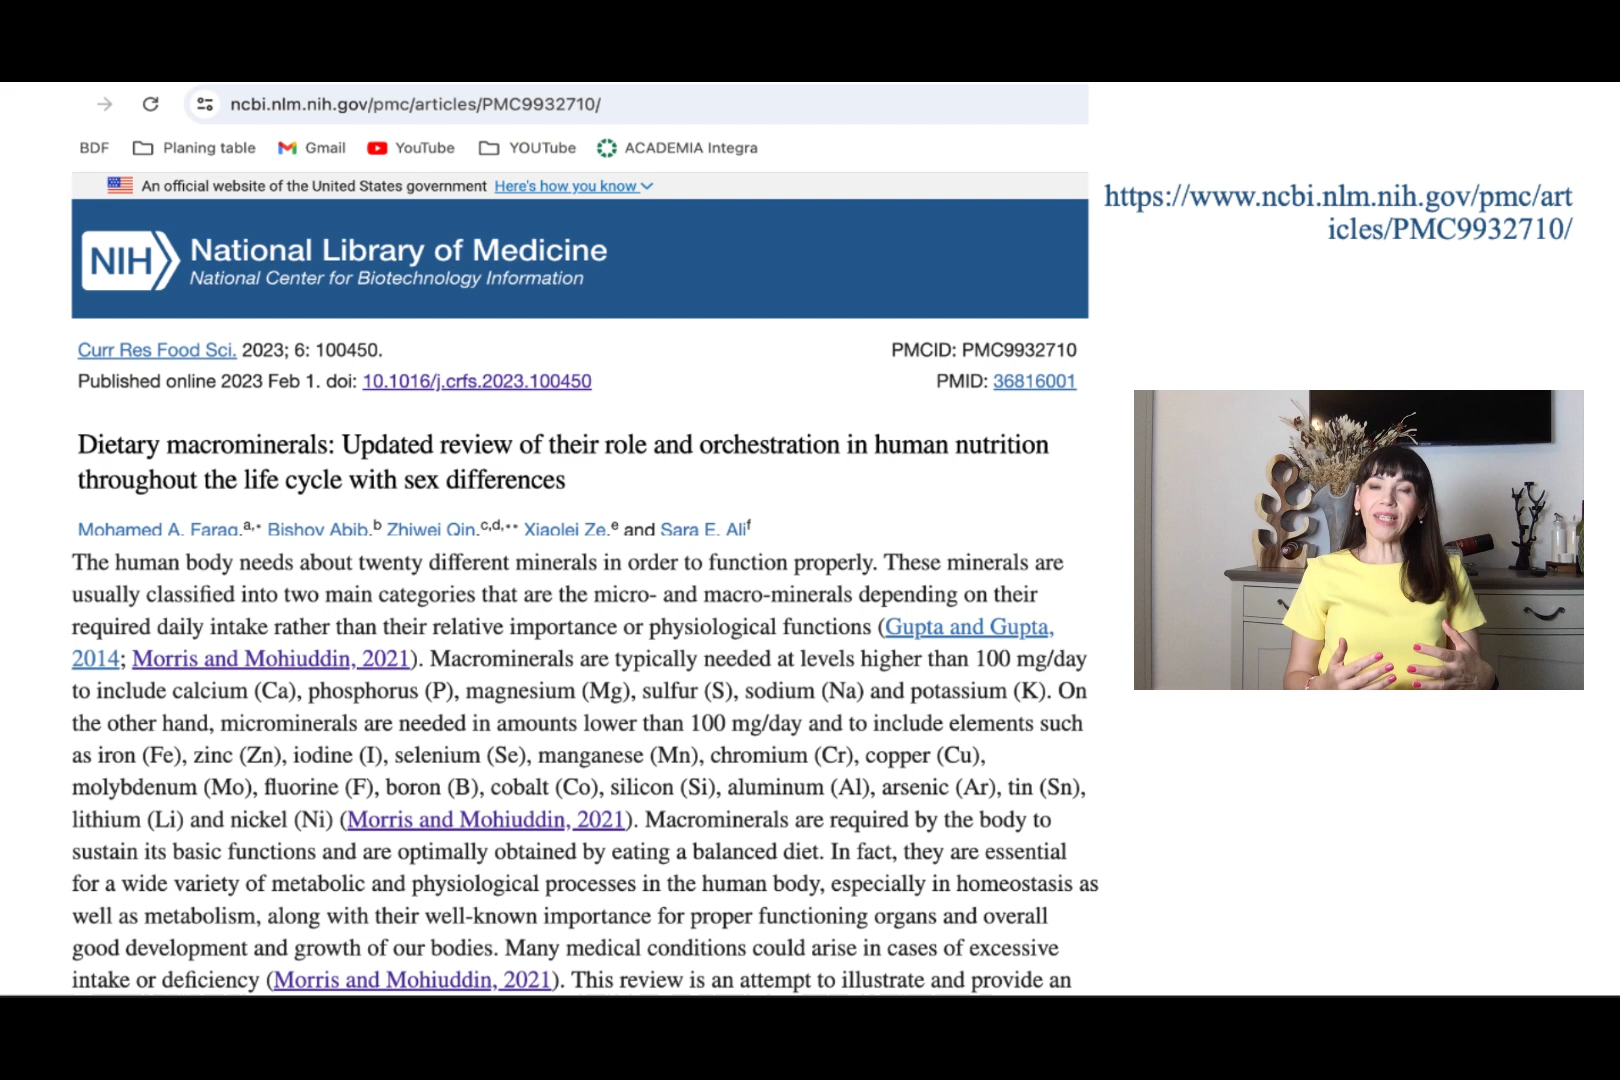 ncbi.nlm.nih.gov/pmc/articles/PMC9932710/
BDF Planing table Gmail YouTube YOUTube ACADEMIA Integra
An official website of the United States government Here's how you know
https://www.ncbi.nlm.nih.gov/pmc/art
icles/PMC9932710/
NIH National Library of Medicine
National Center for Biotechnology Information
Curr Res Food Sci. 2023; 6: 100450. PMCID: PMC9932710
Published online 2023 Feb 1. doi: 10.1016/j.crfs.2023.100450 PMID: 36816001
Dietary macrominerals: Updated review of their role and orchestration in human nutrition
throughout the life cycle with sex differences
Mohamed A. Farag,a,* Bishoy Abib,b Zhiwei Qin,c,d,** Xiaolei Ze,e and Sara E. Alif
The human body needs about twenty different minerals in order to function properly. These minerals are
usually classified into two main categories that are the micro- and macro-minerals depending on their
required daily intake rather than their relative importance or physiological functions (Gupta and Gupta,
2014; Morris and Mohiuddin, 2021). Macrominerals are typically needed at levels higher than 100 mg/day
to include calcium (Ca), phosphorus (P), magnesium (Mg), sulfur (S), sodium (Na) and potassium (K). On
the other hand, microminerals are needed in amounts lower than 100 mg/day and to include elements such
as iron (Fe), zinc (Zn), iodine (I), selenium (Se), manganese (Mn), chromium (Cr), copper (Cu),
molybdenum (Mo), fluorine (F), boron (B), cobalt (Co), silicon (Si), aluminum (Al), arsenic (Ar), tin (Sn),
lithium (Li) and nickel (Ni) (Morris and Mohiuddin, 2021). Macrominerals are required by the body to
sustain its basic functions and are optimally obtained by eating a balanced diet. In fact, they are essential
for a wide variety of metabolic and physiological processes in the human body, especially in homeostasis as
well as metabolism, along with their well-known importance for proper functioning organs and overall
good development and growth of our bodies. Many medical conditions could arise in cases of excessive
intake or deficiency (Morris and Mohiuddin, 2021). This review is an attempt to illustrate and provide an